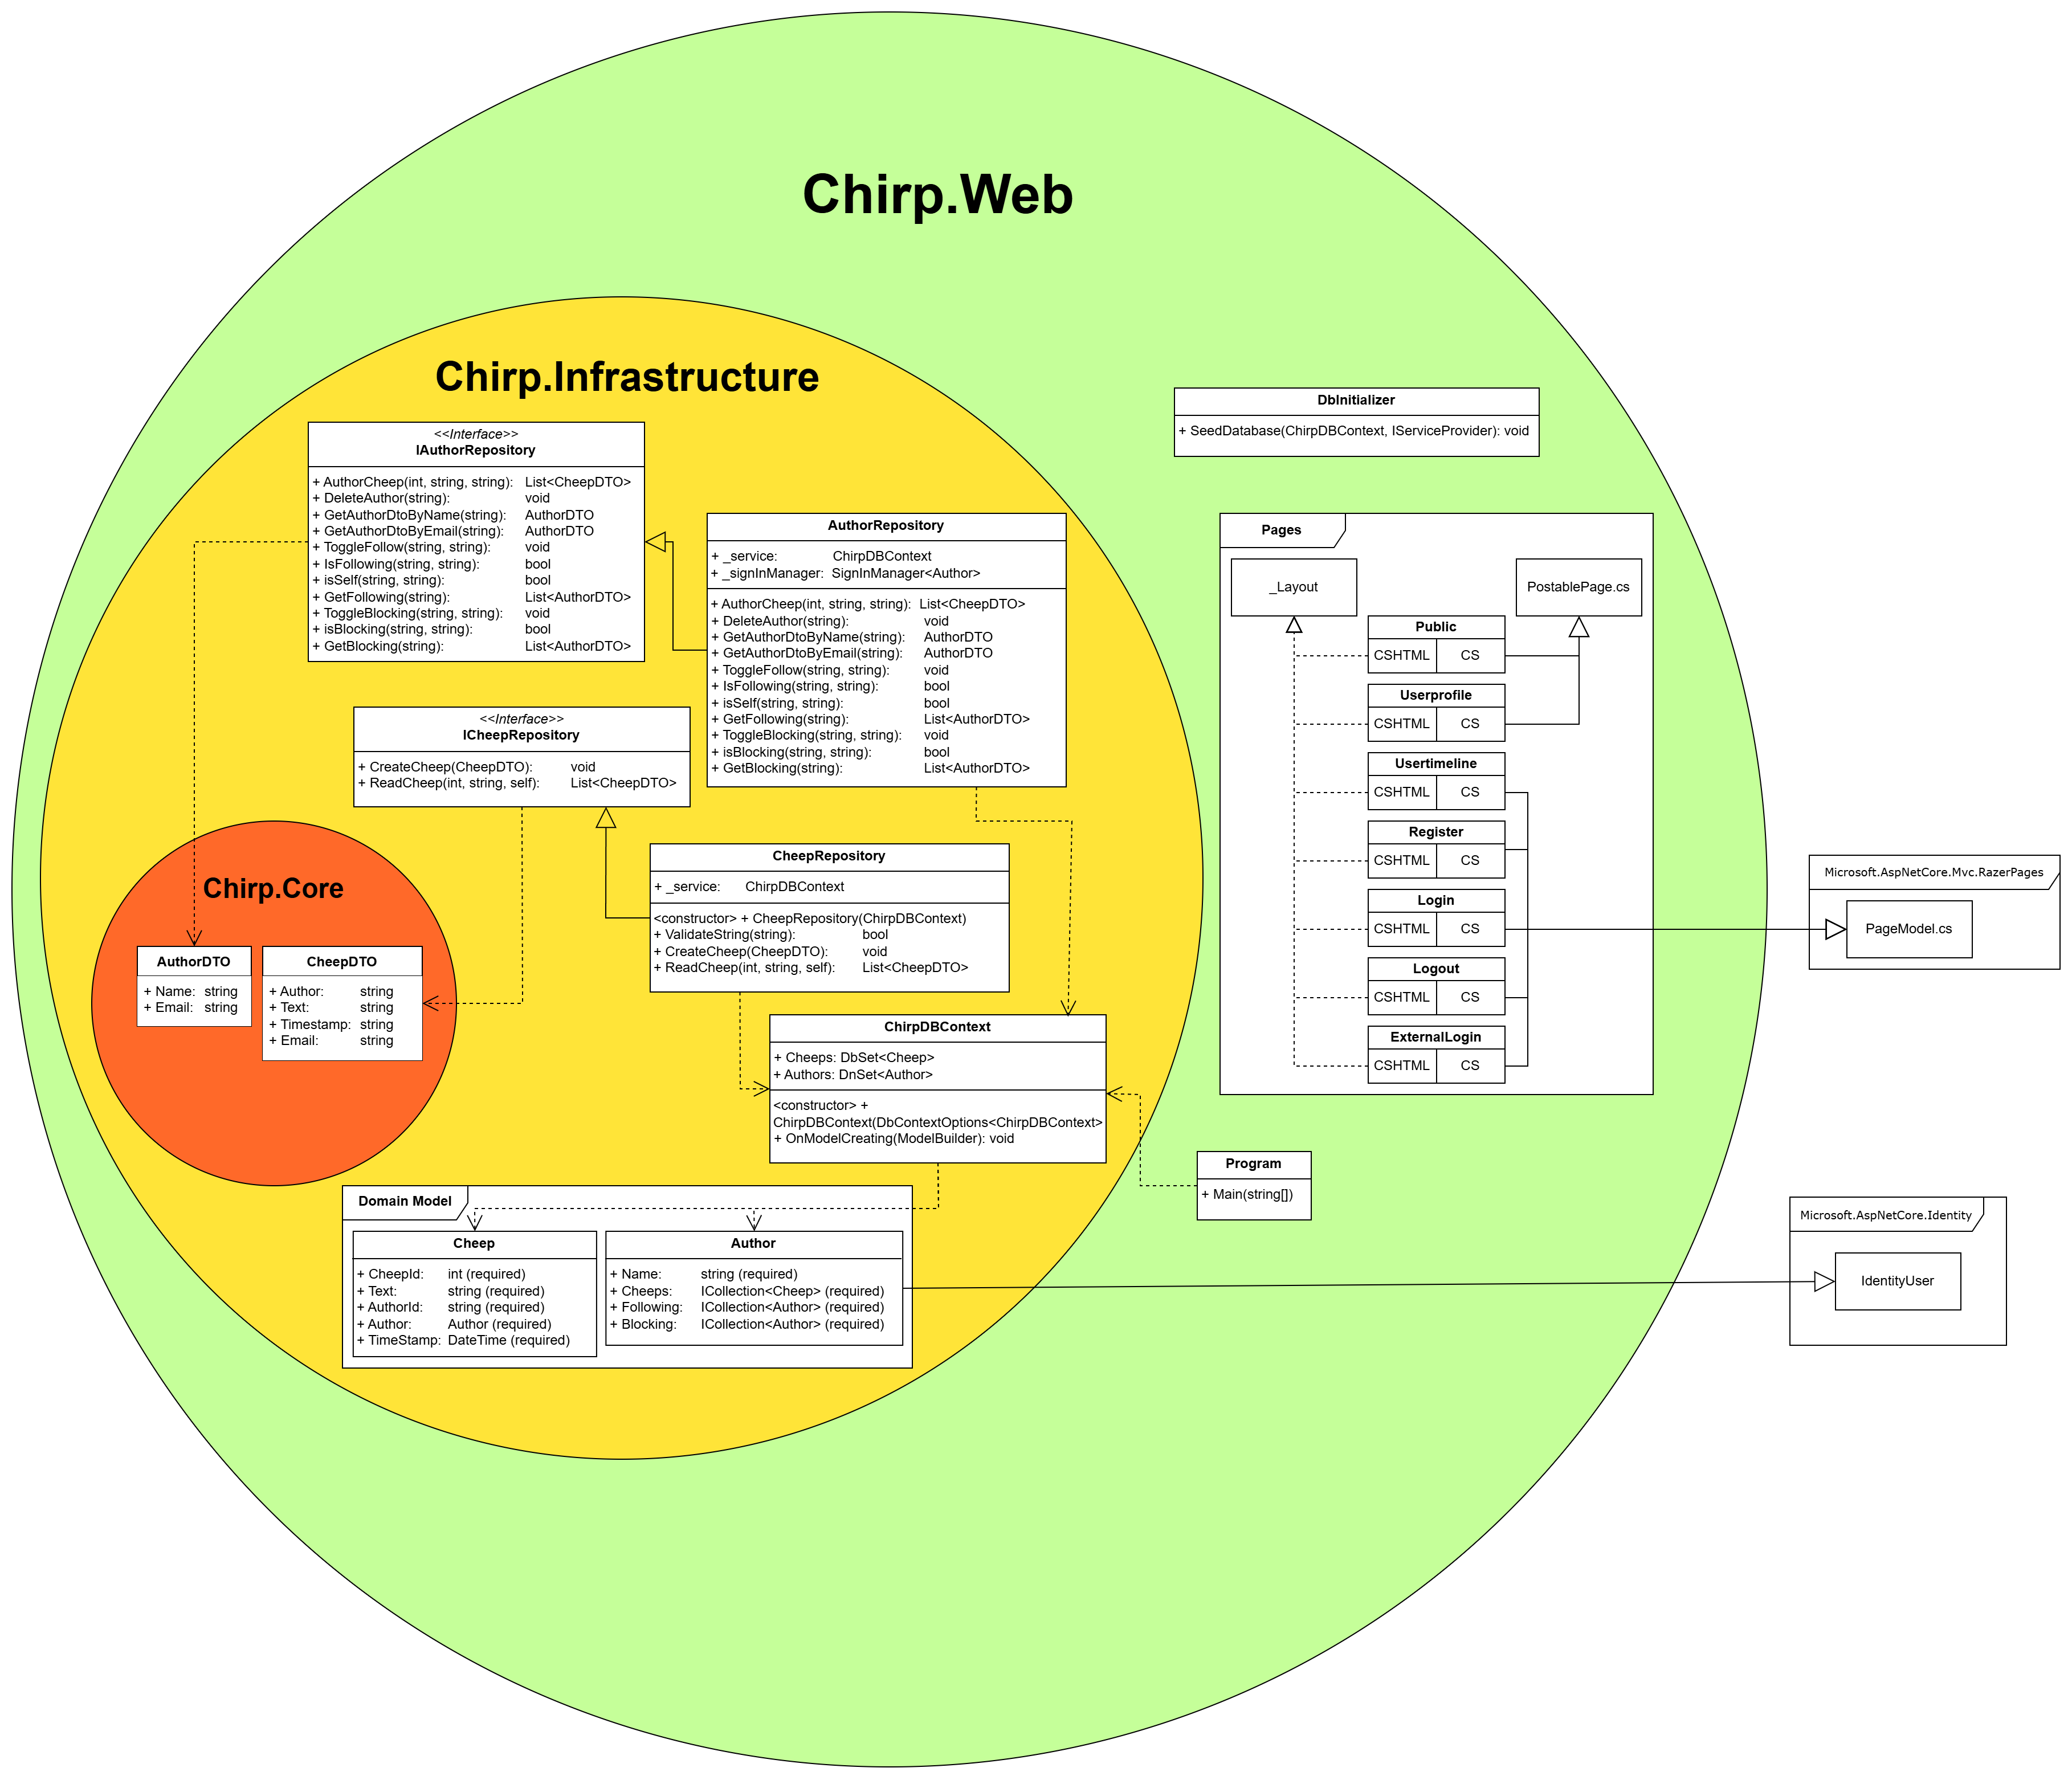 Chirp.Web
Chirp.Infrastructure
<<Interface>>
IAuthorRepository
+ AuthorCheep(int, string, string): List<CheepDTO>
+ DeleteAuthor(string): void
+ GetAuthorDtoByName(string): AuthorDTO
+ GetAuthorDtoByEmail(string): AuthorDTO
+ ToggleFollow(string, string): void
+ IsFollowing(string, string): bool
+ isSelf(string, string): bool
+ GetFollowing(string): List<AuthorDTO>
+ ToggleBlocking(string, string): void
+ isBlocking(string, string): bool
+ GetBlocking(string): List<AuthorDTO>
AuthorRepository
+ _service: ChirpDBContext
+ _signInManager: SignInManager<Author>
+ AuthorCheep(int, string, string): List<CheepDTO>
+ DeleteAuthor(string): void
+ GetAuthorDtoByName(string): AuthorDTO
+ GetAuthorDtoByEmail(string): AuthorDTO
+ ToggleFollow(string, string): void
+ IsFollowing(string, string): bool
+ isSelf(string, string): bool
+ GetFollowing(string): List<AuthorDTO>
+ ToggleBlocking(string, string): void
+ isBlocking(string, string): bool
+ GetBlocking(string): List<AuthorDTO>
<<Interface>>
ICheepRepository
+ CreateCheep(CheepDTO): void
+ ReadCheep(int, string, self): List<CheepDTO>
CheepRepository
+ _service: ChirpDBContext
<constructor> + CheepRepository(ChirpDBContext)
+ ValidateString(string): bool
+ CreateCheep(CheepDTO): void
+ ReadCheep(int, string, self): List<CheepDTO>
Chirp.Core
AuthorDTO
+ Name: string
+ Email: string
CheepDTO
+ Author: string
+ Text: string
+ Timestamp: string
+ Email: string
ChirpDBContext
+ Cheeps: DbSet<Cheep>
+ Authors: DnSet<Author>
<constructor> +
ChirpDBContext(DbContextOptions<ChirpDBContext>
+ OnModelCreating(ModelBuilder): void
Domain Model
Cheep
+ CheepId: int (required)
+ Text: string (required)
+ AuthorId: string (required)
+ Author: Author (required)
+ TimeStamp: DateTime (required)
Author
+ Name: string (required)
+ Cheeps: ICollection<Cheep> (required)
+ Following: ICollection<Author> (required)
+ Blocking: ICollection<Author> (required)
DbInitializer
+ SeedDatabase(ChirpDBContext, IServiceProvider): void
Pages
_Layout
PostablePage.cs
Public
CSHTML CS
Userprofile
CSHTML CS
Usertimeline
CSHTML CS
Register
CSHTML CS
Login
CSHTML CS
Logout
CSHTML CS
ExternalLogin
CSHTML CS
Program
+ Main(string[])
Microsoft.AspNetCore.Mvc.RazerPages
PageModel.cs
Microsoft.AspNetCore.Identity
IdentityUser